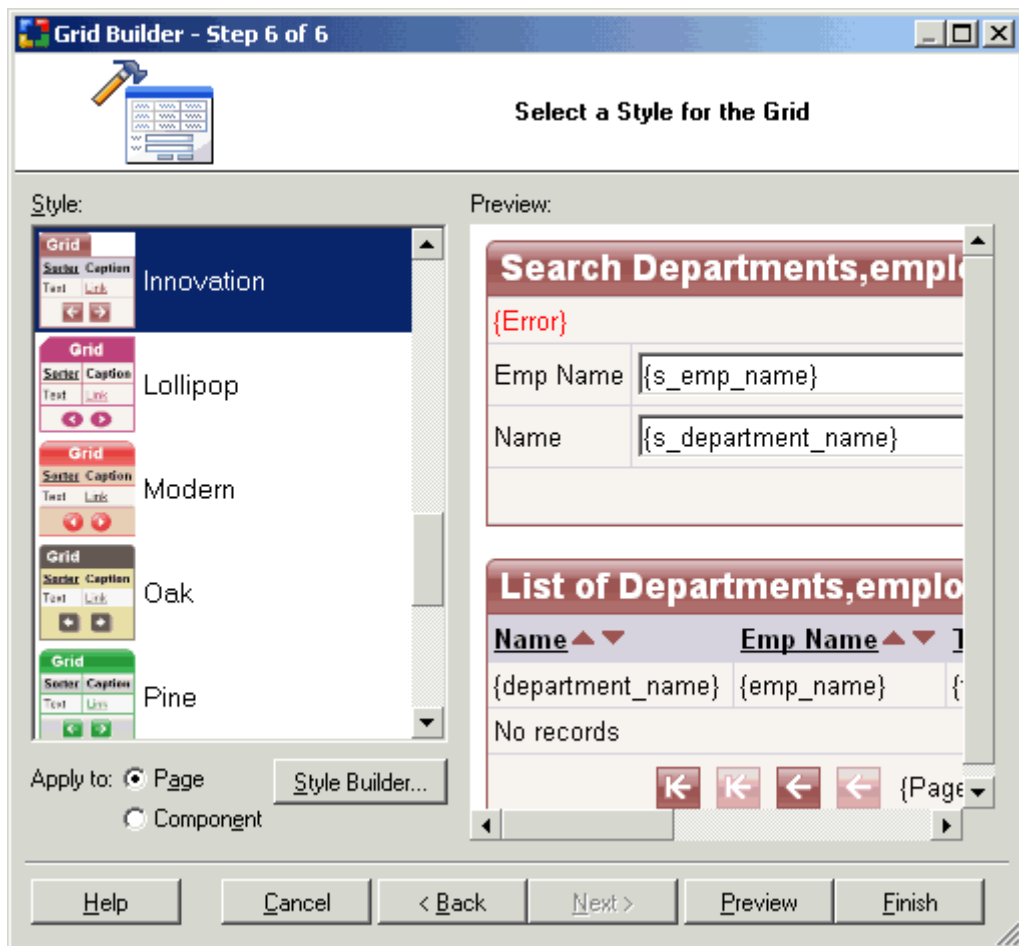 Grid Builder - Step 6 of 6
Select a Style for the Grid
Style:
Grid
Sorter Caption
Text Link
Innovation
Grid
Sorter Caption
Text Link
Lollipop
Grid
Sorter Caption
Text Link
Modern
Grid
Sorter Caption
Text Link
Oak
Grid
Sorter Caption
Text Link
Pine
Apply to: Page
Component
Style Builder...
Preview:
Search Departments,emplo
{Error}
Emp Name {s_emp_name}
Name {s_department_name}
List of Departments,emplo
Name Emp Name
{department_name} {emp_name}
No records
{Page
Help Cancel < Back Next > Preview Finish